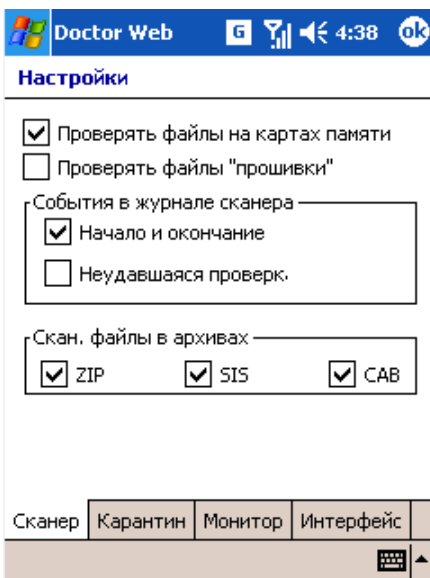 Doctor Web G 4:38 ok
Настройки
Проверять файлы на картах памяти
Проверять файлы "прошивки"
События в журнале сканера
Начало и окончание
Неудавшаяся проверк
Скан. файлы в архивах
ZIP SIS CAB
Сканер Карантин Монитор Интерфейс